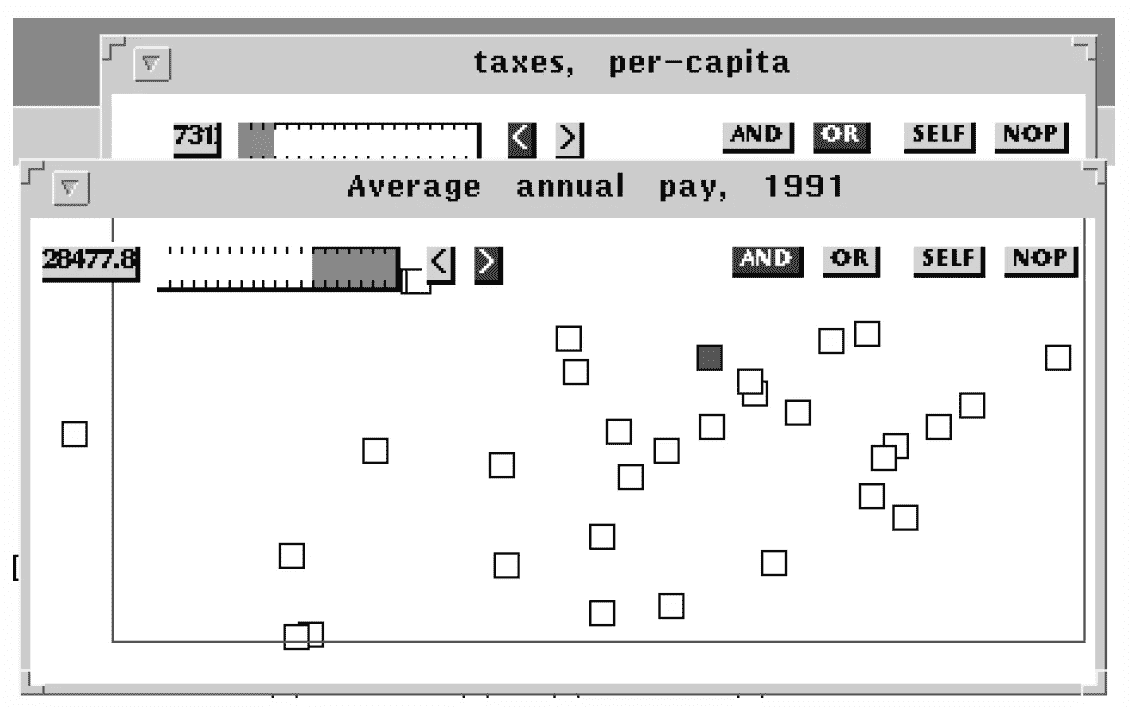 taxes, per-capita
731 < > AND OR SELF NOP
Average annual pay, 1991
28477.8 < > AND OR SELF NOP
[